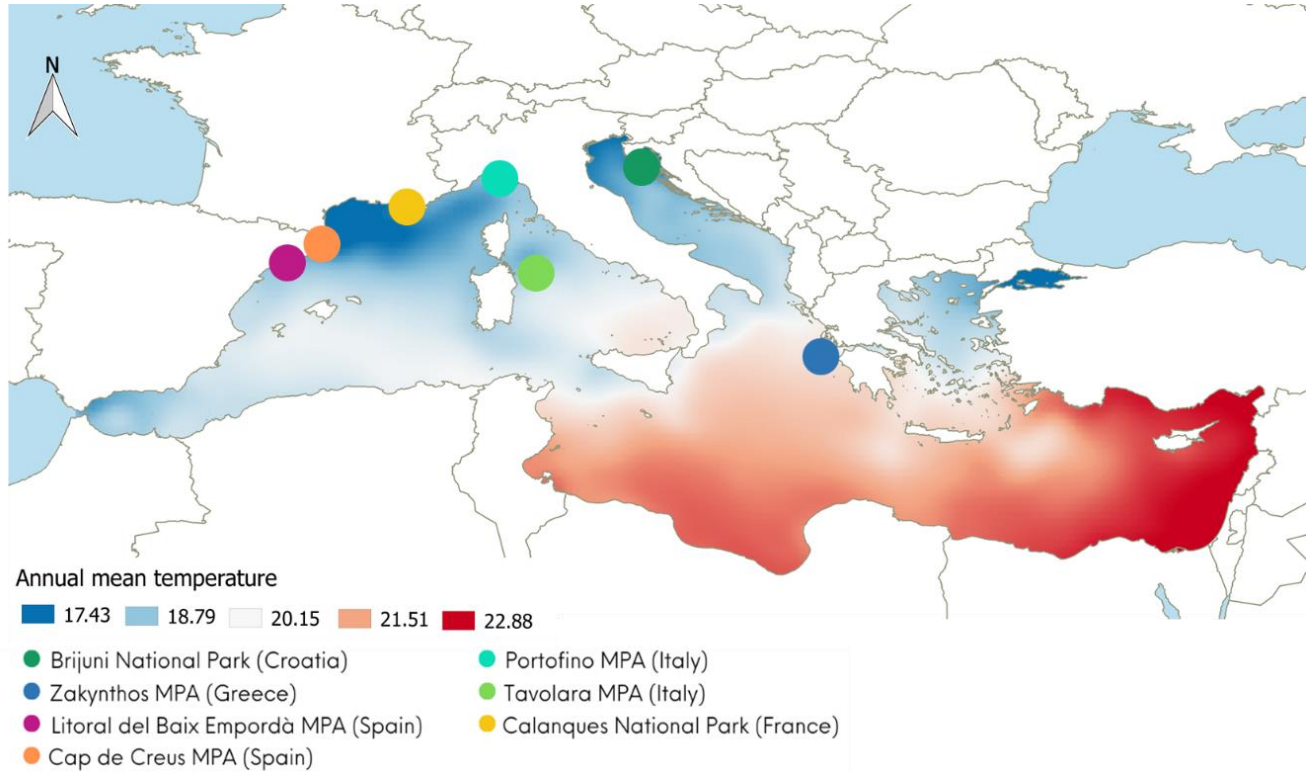 N
Annual mean temperature
17.43 18.79 20.15 21.51 22.88
Brijuni National Park (Croatia)
Zakynthos MPA (Greece)
Litoral del Baix Empordà MPA (Spain)
Cap de Creus MPA (Spain)
Portofino MPA (Italy)
Tavolara MPA (Italy)
Calanques National Park (France)